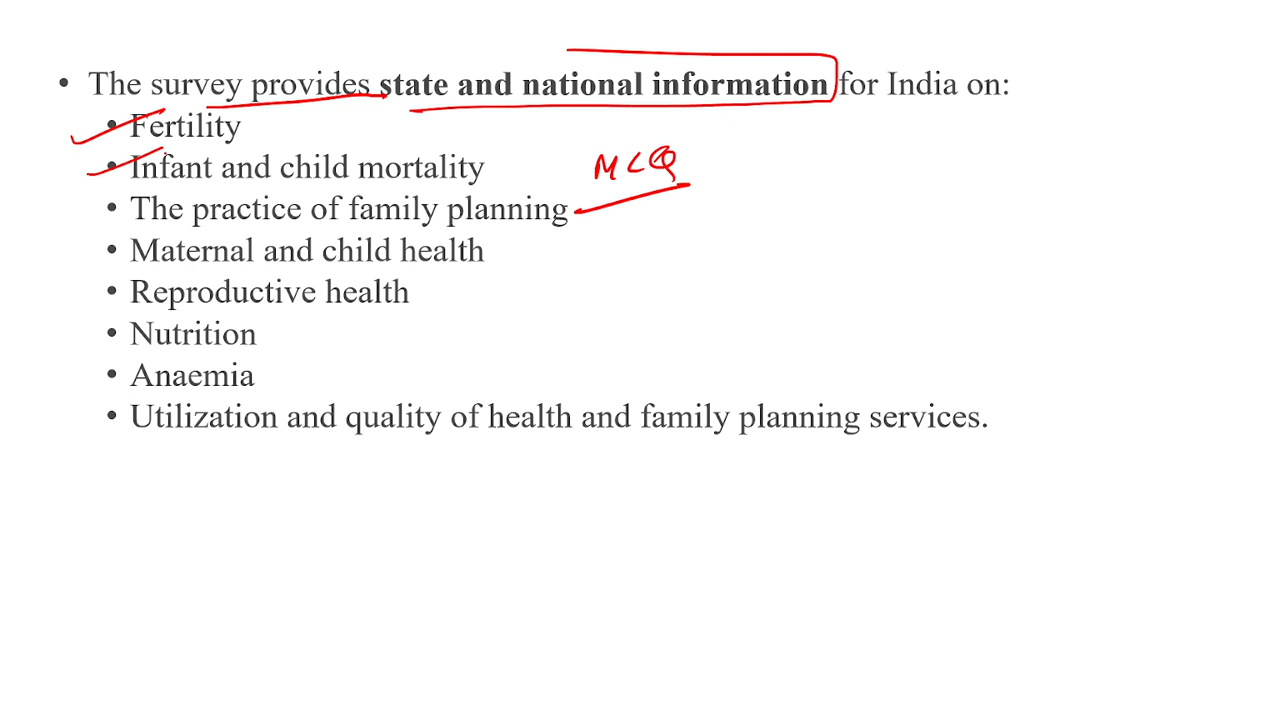 • The survey provides state and national information for India on:
• Fertility
• Infant and child mortality
MCQ
• The practice of family planning
• Maternal and child health
• Reproductive health
• Nutrition
• Anaemia
• Utilization and quality of health and family planning services.